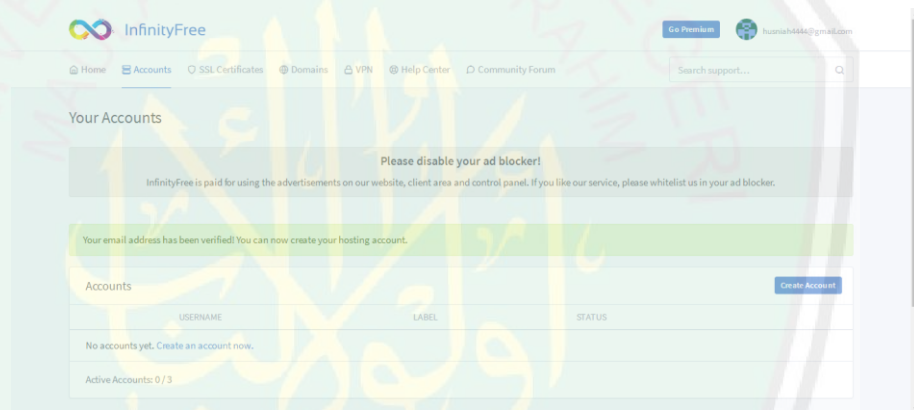 InfinityFree
Go Premium
husniah4444@gmail.com
Home Accounts SSL Certificates Domains VPN Help Center Community Forum
Search support...
Your Accounts
Please disable your ad blocker!
InfinityFree is paid for using the advertisements on our website, client area and control panel. If you like our service, please whitelist us in your ad blocker.
Your email address has been verified! You can now create your hosting account.
Accounts
Create Account
USERNAME LABEL STATUS
No accounts yet. Create an account now.
Active Accounts: 0 / 3